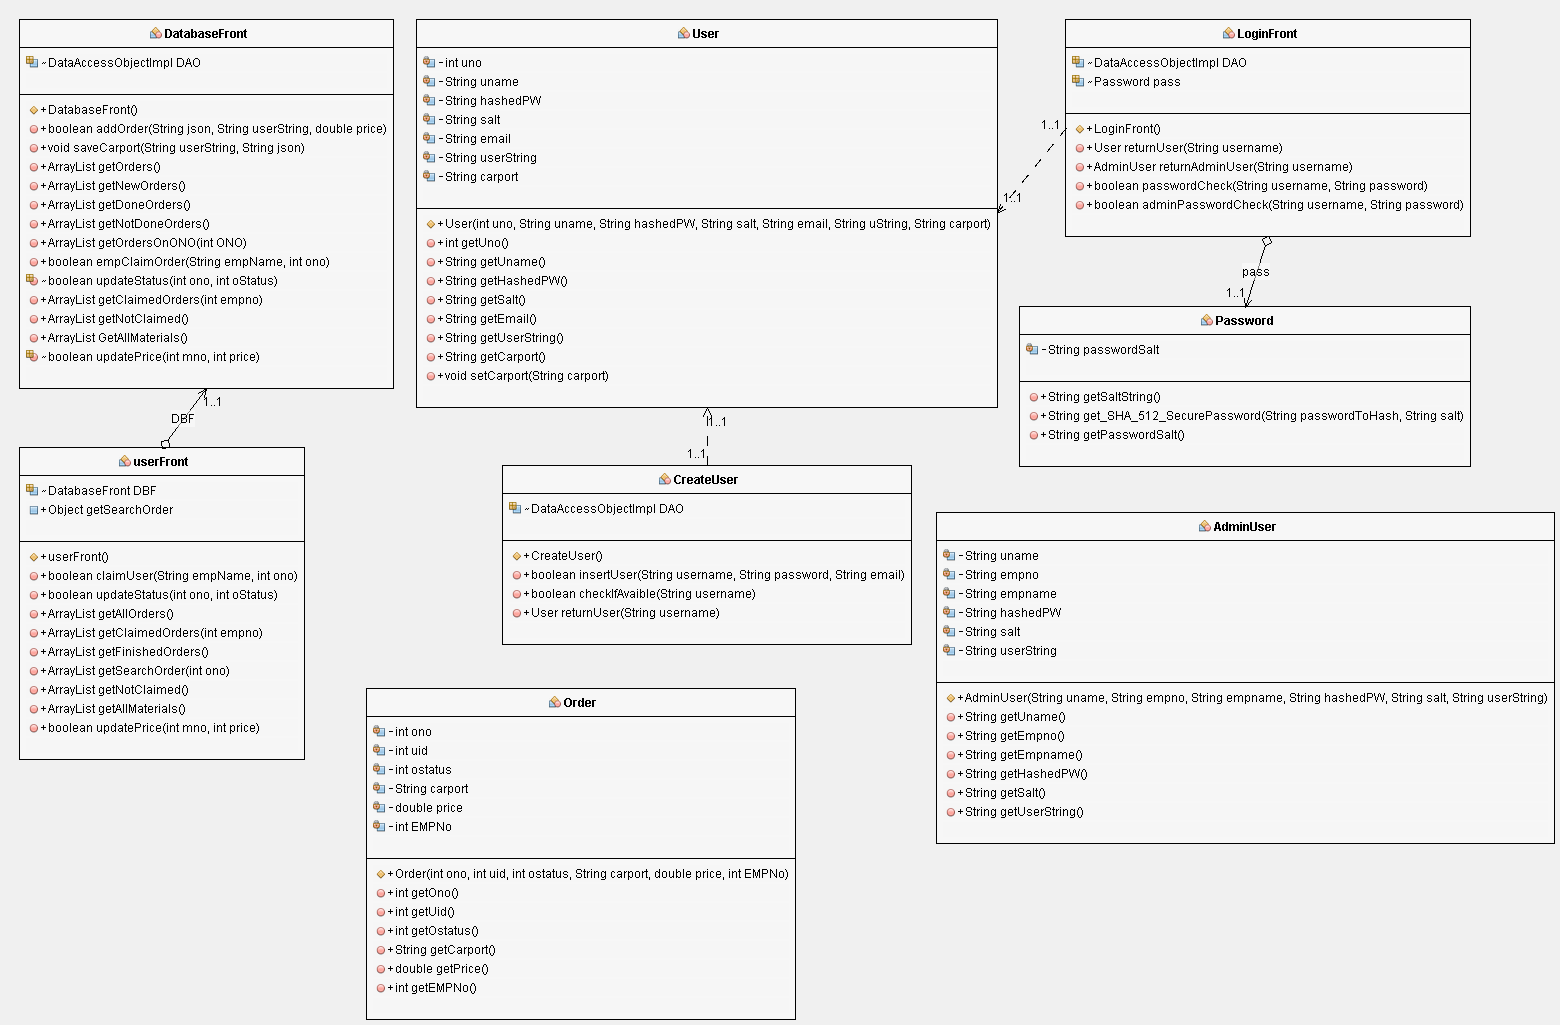 DatabaseFront
~DataAccessObjectImpl DAO
+DatabaseFront()
+boolean addOrder(String json, String userString, double price)
+void saveCarport(String userString, String json)
+ArrayList getOrders()
+ArrayList getNewOrders()
+ArrayList getDoneOrders()
+ArrayList getNotDoneOrders()
+ArrayList getOrdersOnONO(int ONO)
+boolean empClaimOrder(String empName, int ono)
~boolean updateStatus(int ono, int oStatus)
+ArrayList getClaimedOrders(int empno)
+ArrayList getNotClaimed()
+ArrayList GetAllMaterials()
~boolean updatePrice(int mno, int price)
1..1
DBF
userFront
~DatabaseFront DBF
+Object getSearchOrder
+userFront()
+boolean claimUser(String empName, int ono)
+boolean updateStatus(int ono, int oStatus)
+ArrayList getAllOrders()
+ArrayList getClaimedOrders(int empno)
+ArrayList getFinishedOrders()
+ArrayList getSearchOrder(int ono)
+ArrayList getNotClaimed()
+ArrayList getAllMaterials()
+boolean updatePrice(int mno, int price)
User
-int uno
-String uname
-String hashedPW
-String salt
-String email
-String userString
-String carport
+User(int uno, String uname, String hashedPW, String salt, String email, String uString, String carport)
+int getUno()
+String getUname()
+String getHashedPW()
+String getSalt()
+String getEmail()
+String getUserString()
+String getCarport()
+void setCarport(String carport)
1..1
1..1
CreateUser
~DataAccessObjectImpl DAO
+CreateUser()
+boolean insertUser(String username, String password, String email)
+boolean checkIfAvaible(String username)
+User returnUser(String username)
Order
-int ono
-int uid
-int ostatus
-String carport
-double price
-int EMPNo
+Order(int ono, int uid, int ostatus, String carport, double price, int EMPNo)
+int getOno()
+int getUid()
+int getOstatus()
+String getCarport()
+double getPrice()
+int getEMPNo()
LoginFront
~DataAccessObjectImpl DAO
~Password pass
+LoginFront()
+User returnUser(String username)
+AdminUser returnAdminUser(String username)
+boolean passwordCheck(String username, String password)
+boolean adminPasswordCheck(String username, String password)
1..1
1..1
pass
1..1
Password
-String passwordSalt
+String getSaltString()
+String get_SHA_512_SecurePassword(String passwordToHash, String salt)
+String getPasswordSalt()
AdminUser
-String uname
-String empno
-String empname
-String hashedPW
-String salt
-String userString
+AdminUser(String uname, String empno, String empname, String hashedPW, String salt, String userString)
+String getUname()
+String getEmpno()
+String getEmpname()
+String getHashedPW()
+String getSalt()
+String getUserString()